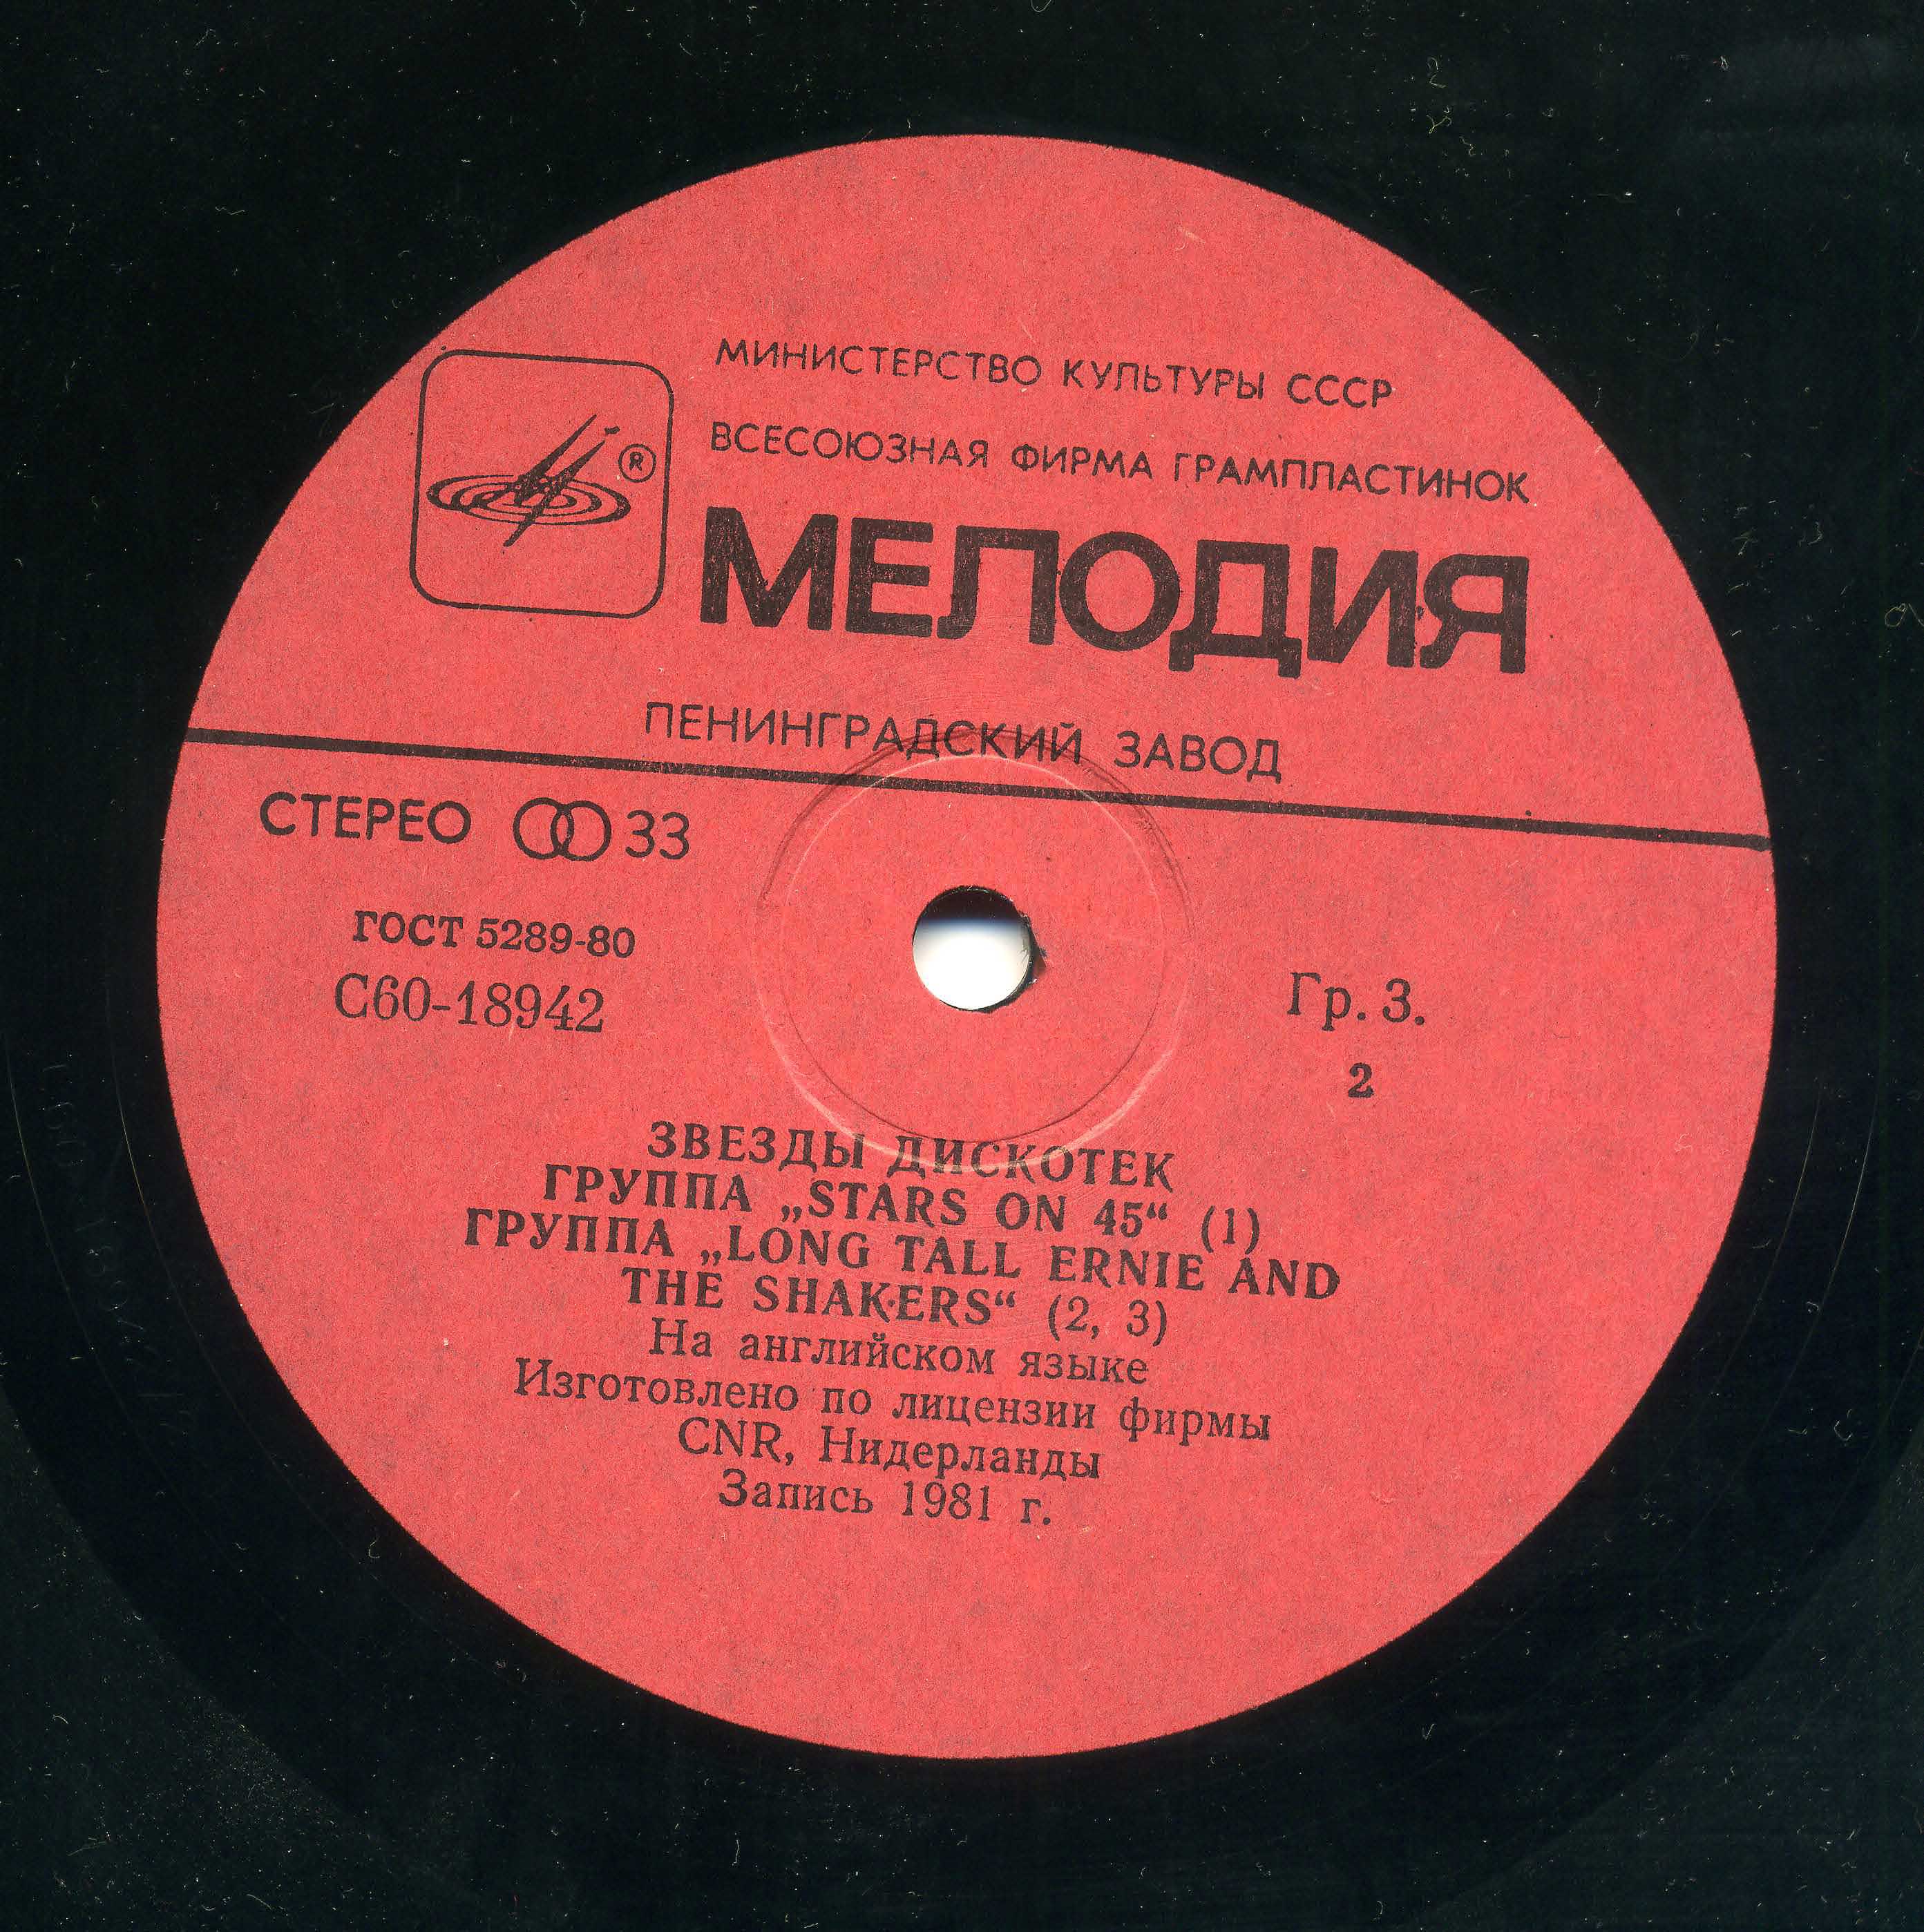 МИНИСТЕРСТВО КУЛЬТУРЫ СССР
ВСЕСОЮЗНАЯ ФИРМА ГРАМПЛАСТИНОК
®
МЕЛОДИЯ
ЛЕНИНГРАДСКИЙ ЗАВОД
СТЕРЕО 33
ГОСТ 5289-80
С60-18942
Гр. 3.
2
ЗВЕЗДЫ ДИСКОТЕК
ГРУППА „STARS ON 45“ (1)
ГРУППА „LONG TALL ERNIE AND
THE SHAKERS“ (2, 3)
На английском языке
Изготовлено по лицензии фирмы
CNR, Нидерланды
Запись 1981 г.